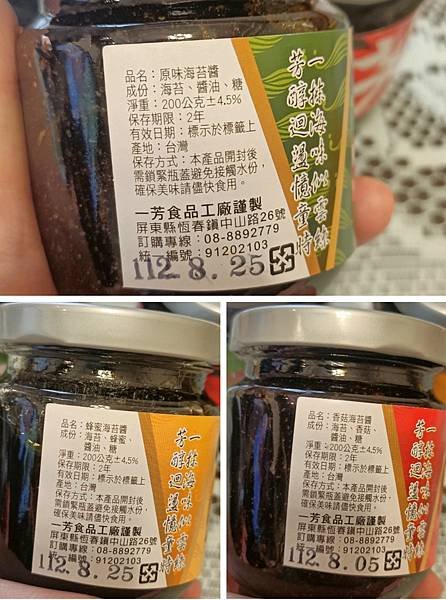 品名：原味海苔醬
成份：海苔、醬油、糖
淨重：200公克±4.5%
保存期限：2年
有效日期：標示於標籤上
產地：台灣
保存方式：本產品開封後
需鎖緊瓶蓋避免接觸水份，
確保美味請儘快食用。
一芳食品工廠謹製
屏東縣恆春鎮中山路26號
訂購專線：08-8892779
統一編號：91202103
112.8.25
一抹海味似雲綠
芳醇迴盪憶童時
品名：蜂蜜海苔醬
成份：海苔、蜂蜜、
醬油、糖
淨重：200公克±4.5%
保存期限：2年
有效日期：標示於標籤上
產地：台灣
保存方式：本產品開封後
需鎖緊瓶蓋避免接觸水份，
確保美味請儘快食用。
一芳食品工廠謹製
屏東縣恆春鎮中山路26號
訂購專線：08-8892779
統一編號：91202103
112.8.25
一抹海味似雲綠
芳醇迴盪憶童時
品名：香菇海苔醬
成份：海苔、香菇、
醬油、糖
淨重：200公克±4.5%
保存期限：2年
有效日期：標示於標籤上
產地：台灣
保存方式：本產品開封後
需鎖緊瓶蓋避免接觸水份，
確保美味請儘快食用。
一芳食品工廠謹製
屏東縣恆春鎮中山路26號
訂購專線：08-8892779
統一編號：91202103
112.8.05
一抹海味似雲綠
芳醇迴盪憶童時